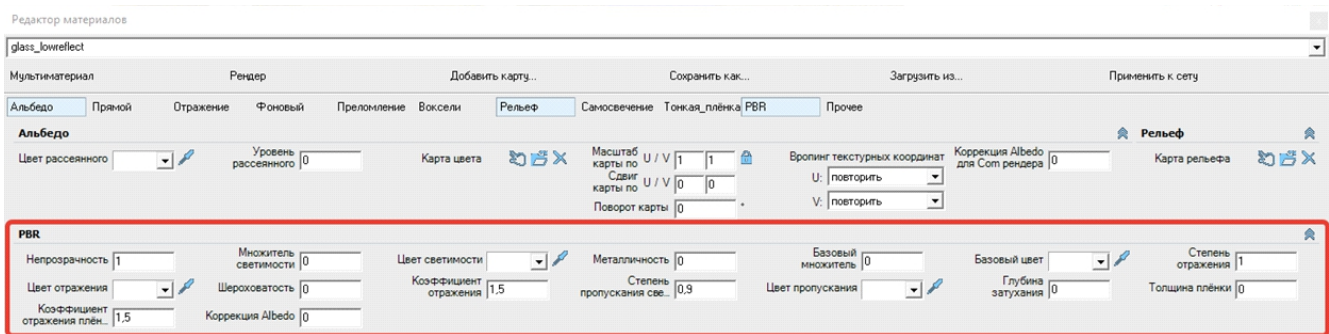 Редактор материалов
glass_lowreflect
Мультиматериал Рендер Добавить карту... Сохранить как... Загрузить из... Применить к сету
Альбедо Прямой Отражение Фоновый Преломление Воксели Рельеф Самосвечение Тонкая_плёнка PBR Прочее
Альбедо Рельеф
Цвет рассеянного
Уровень
рассеянного 0
Карта цвета
Масштаб
карты по U / V 1 1
Сдвиг
карты по U / V 0 0
Поворот карты 0 °
Вропинг текстурных координат
U: повторить
V: повторить
Коррекция Albedo
для Com рендера 0
Карта рельефа
PBR
Непрозрачность 1
Множитель
светимости 0
Цвет светимости
Металличность 0
Базовый
множитель 0
Базовый цвет
Степень
отражения 1
Цвет отражения
Шероховатость 0
Коэффициент
отражения 1,5
Степень
пропускания све... 0,9
Цвет пропускания
Глубина
затухания 0
Толщина плёнки 0
Коэффициент
отражения плён... 1,5
Коррекция Albedo 0